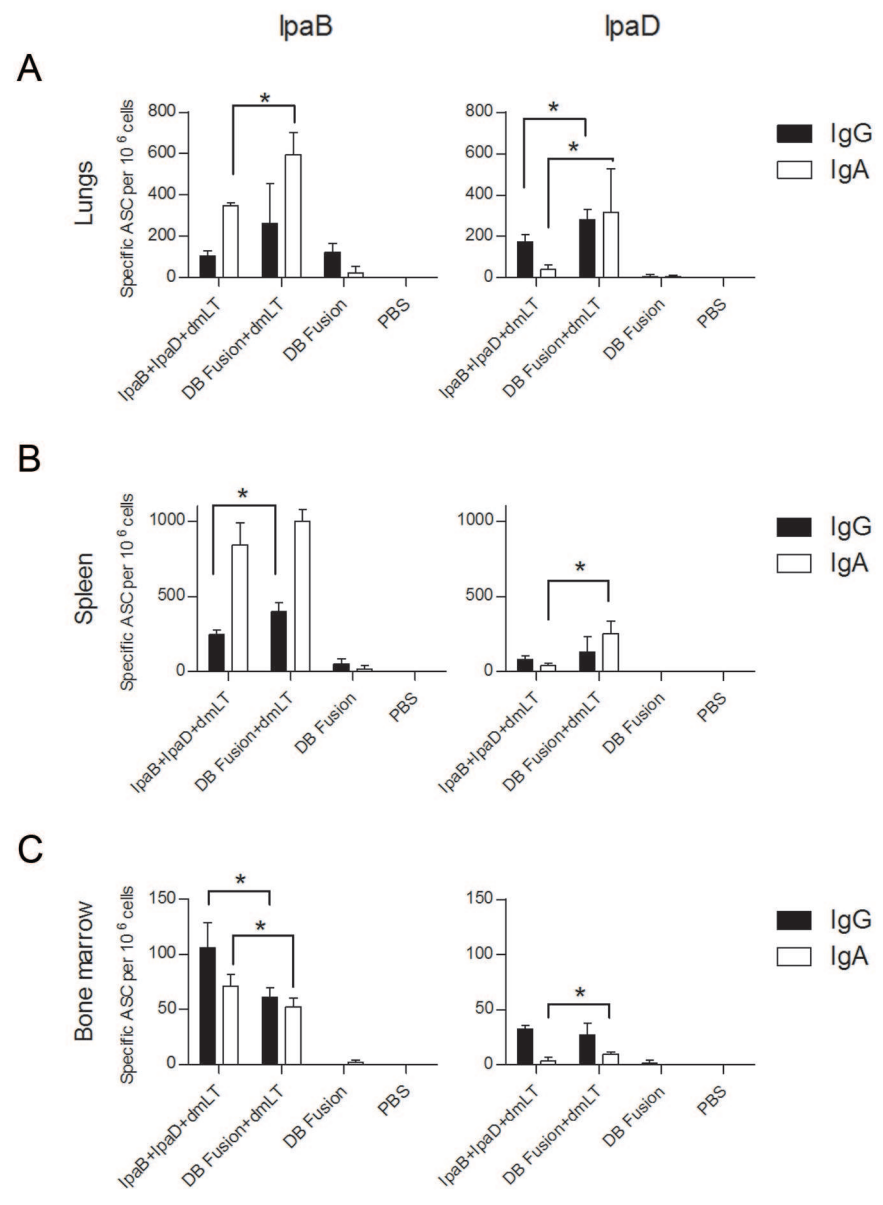 IpaB
IpaD
A
Lungs
Specific ASC per 10 6 cells
800
600
400
200
0
*
IpaB+IpaD+dmLT
DB Fusion+dmLT
DB Fusion
PBS
800
600
400
200
0
*
*
IpaB+IpaD+dmLT
DB Fusion+dmLT
DB Fusion
PBS
IgG
IgA
B
Spleen
Specific ASC per 10 6 cells
1000
500
0
*
IpaB+IpaD+dmLT
DB Fusion+dmLT
DB Fusion
PBS
1000
500
0
*
IpaB+IpaD+dmLT
DB Fusion+dmLT
DB Fusion
PBS
IgG
IgA
C
Bone marrow
Specific ASC per 10 6 cells
150
100
50
0
*
*
IpaB+IpaD+dmLT
DB Fusion+dmLT
DB Fusion
PBS
150
100
50
0
*
IpaB+IpaD+dmLT
DB Fusion+dmLT
DB Fusion
PBS
IgG
IgA